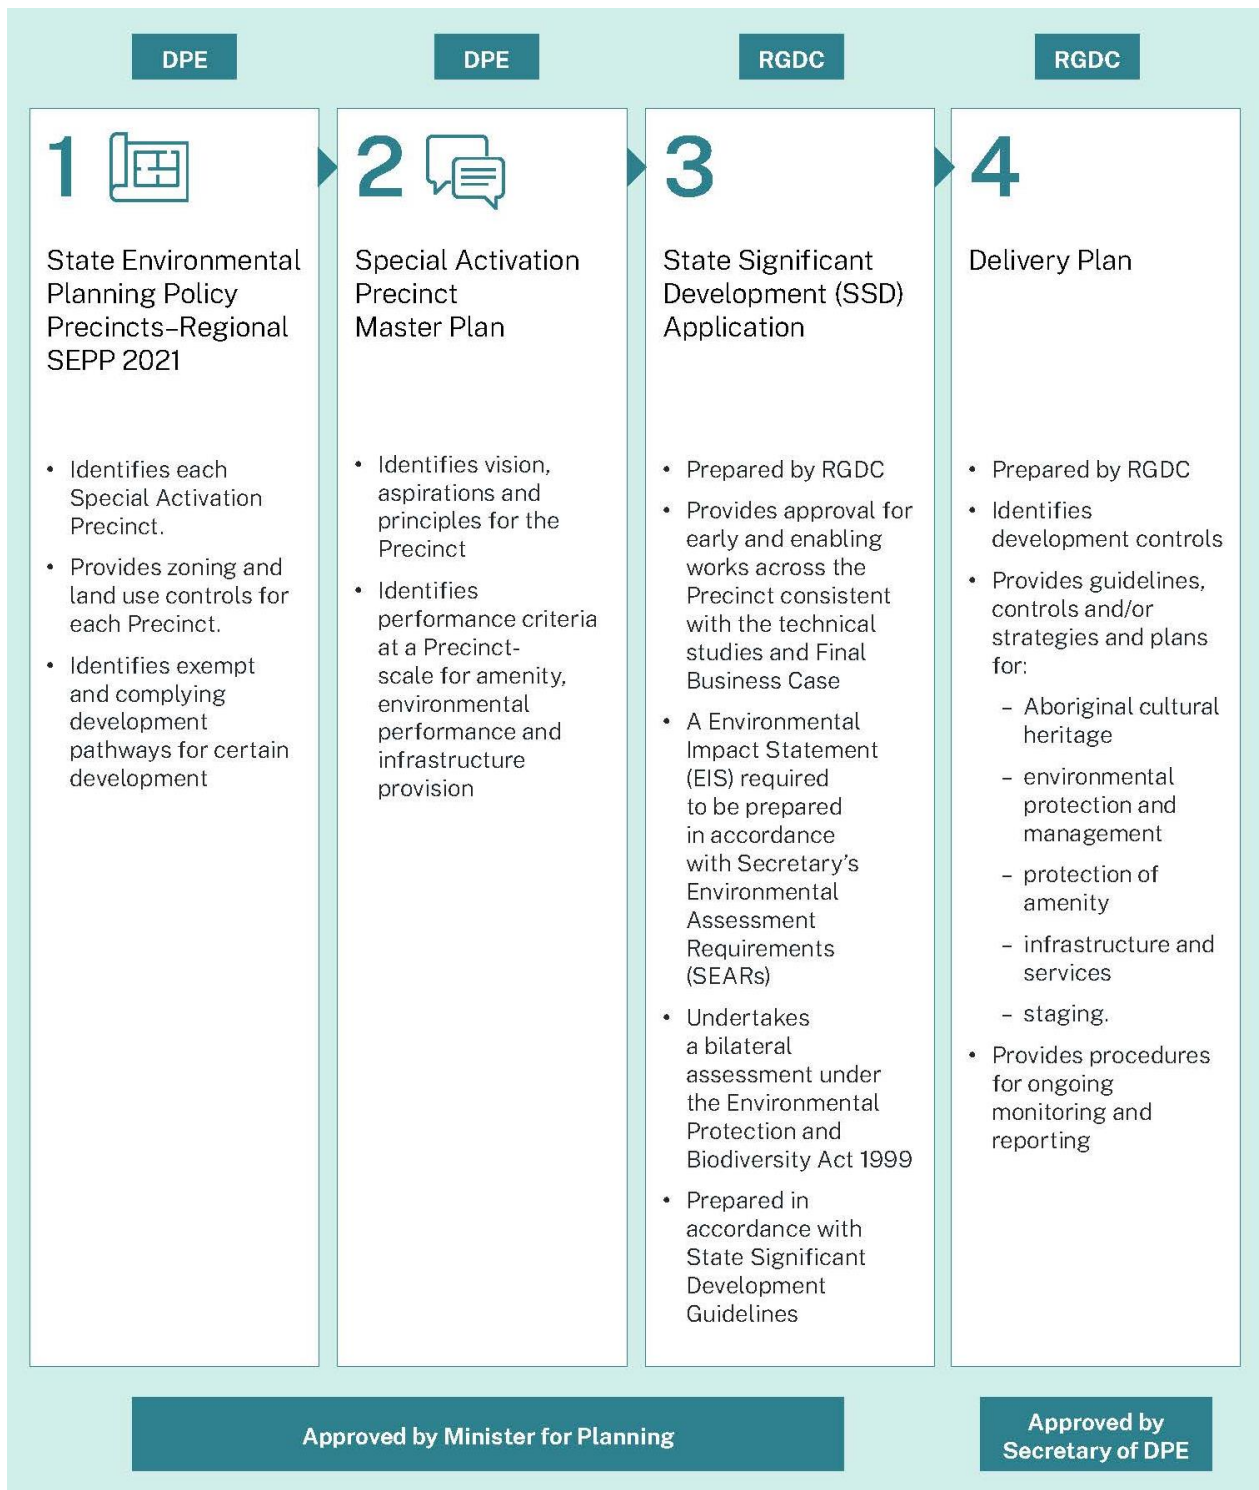 DPE
DPE
RGDC
RGDC
1
State Environmental
Planning Policy
Precincts–Regional
SEPP 2021
• Identifies each
Special Activation
Precinct.
• Provides zoning and
land use controls for
each Precinct.
• Identifies exempt
and complying
development
pathways for certain
development
2
Special Activation
Precinct
Master Plan
• Identifies vision,
aspirations and
principles for the
Precinct
• Identifies
performance criteria
at a Precinct-
scale for amenity,
environmental
performance and
infrastructure
provision
3
State Significant
Development (SSD)
Application
• Prepared by RGDC
• Provides approval for
early and enabling
works across the
Precinct consistent
with the technical
studies and Final
Business Case
• A Environmental
Impact Statement
(EIS) required
to be prepared
in accordance
with Secretary’s
Environmental
Assessment
Requirements
(SEARs)
• Undertakes
a bilateral
assessment under
the Environmental
Protection and
Biodiversity Act 1999
• Prepared in
accordance with
State Significant
Development
Guidelines
4
Delivery Plan
• Prepared by RGDC
• Identifies
development controls
• Provides guidelines,
controls and/or
strategies and plans
for:
– Aboriginal cultural
heritage
– environmental
protection and
management
– protection of
amenity
– infrastructure and
services
– staging.
• Provides procedures
for ongoing
monitoring and
reporting
Approved by Minister for Planning
Approved by
Secretary of DPE